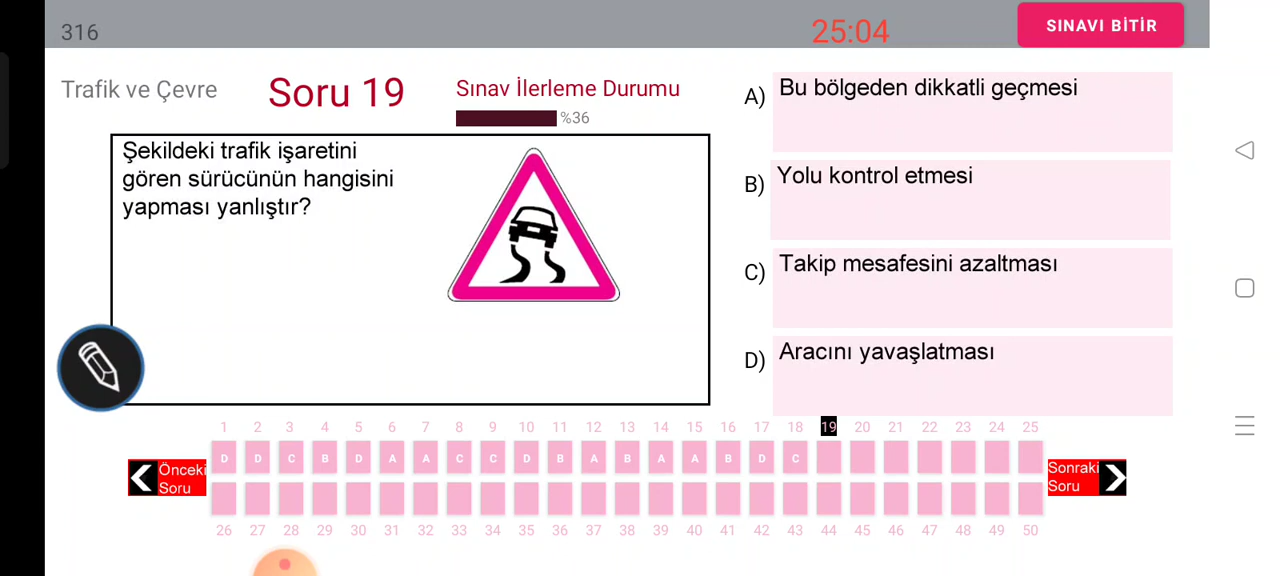 316
25:04
SINAVI BİTİR
Trafik ve Çevre
Soru 19
Sınav İlerleme Durumu
%36
Şekildeki trafik işaretini
gören sürücünün hangisini
yapması yanlıştır?
A) Bu bölgeden dikkatli geçmesi
B) Yolu kontrol etmesi
C) Takip mesafesini azaltması
D) Aracını yavaşlatması
1 2 3 4 5 6 7 8 9 10 11 12 13 14 15 16 17 18 19 20 21 22 23 24 25
D D C B D A A C C D B A B A A B D C
Önceki
Soru
Sonraki
Soru
26 27 28 29 30 31 32 33 34 35 36 37 38 39 40 41 42 43 44 45 46 47 48 49 50